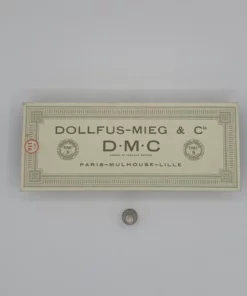 DOLLFUS-MIEG & Cie
D·M·C
PARIS-MULHOUSE-LILLE